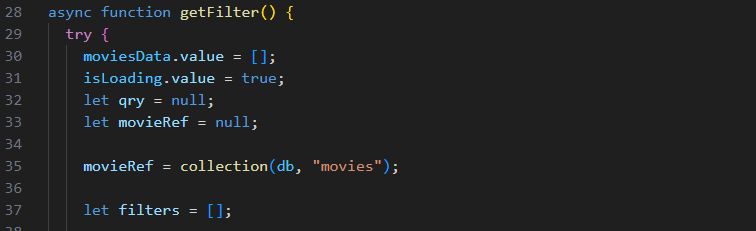 28 async function getFilter() {
29 try {
30 moviesData.value = [];
31 isLoading.value = true;
32 let qry = null;
33 let movieRef = null;
34
35 movieRef = collection(db, "movies");
36
37 let filters = [];
38